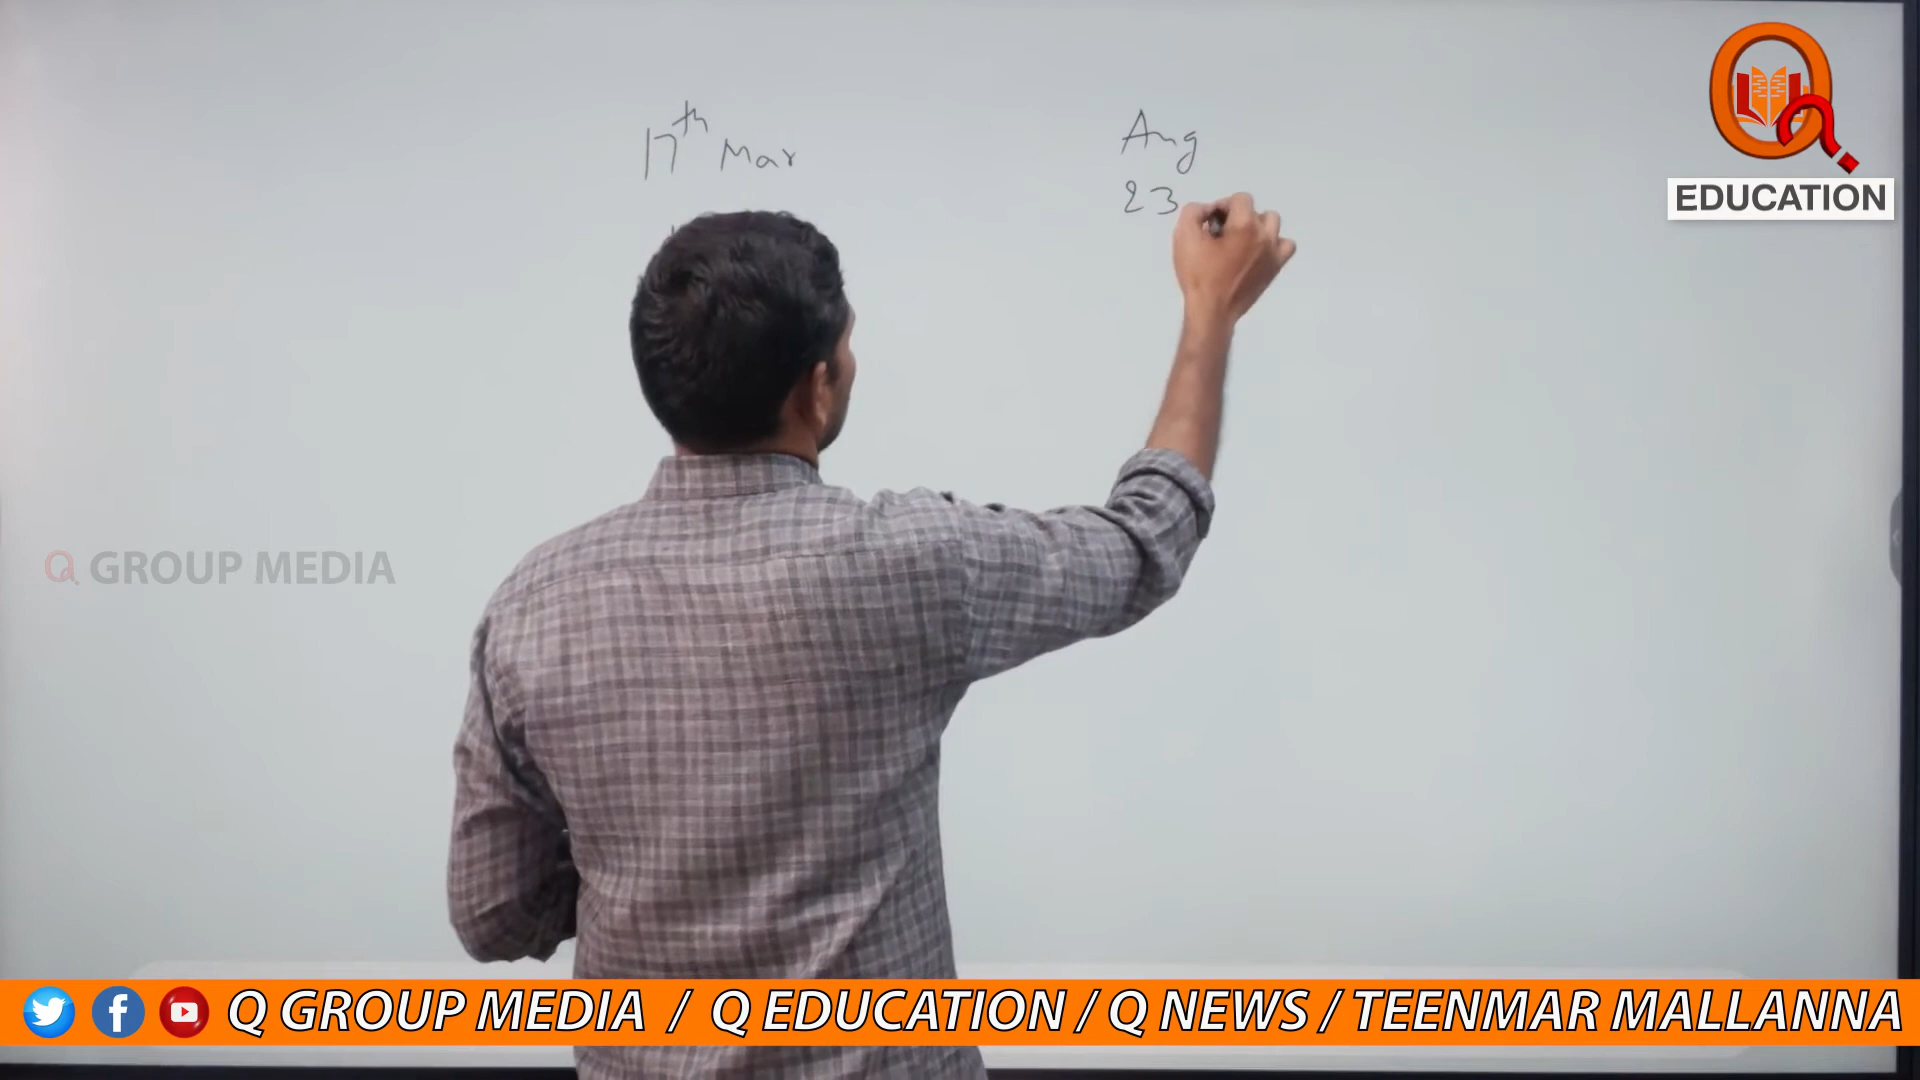 17th Mar
Aug
23
EDUCATION
Q GROUP MEDIA
Q GROUP MEDIA / Q EDUCATION / Q NEWS / TEENMAR MALLANNA